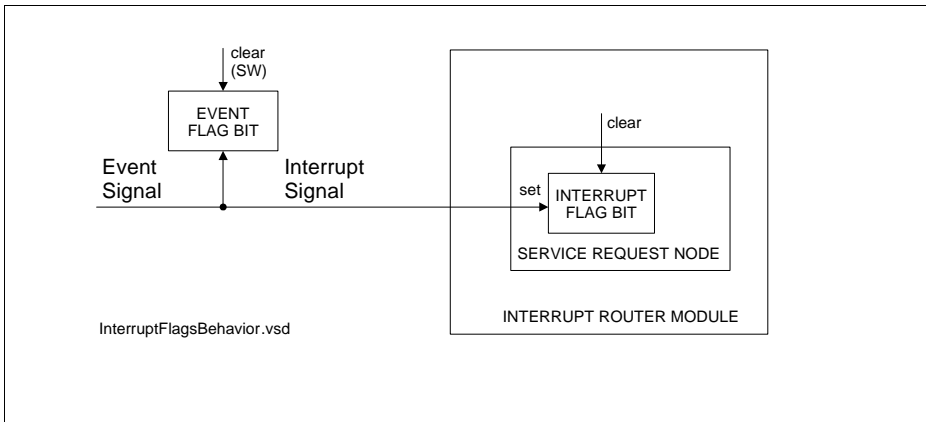 clear
(SW)
EVENT
FLAG BIT
Event
Signal
Interrupt
Signal
clear
set
INTERRUPT
FLAG BIT
SERVICE REQUEST NODE
INTERRUPT ROUTER MODULE
InterruptFlagsBehavior.vsd